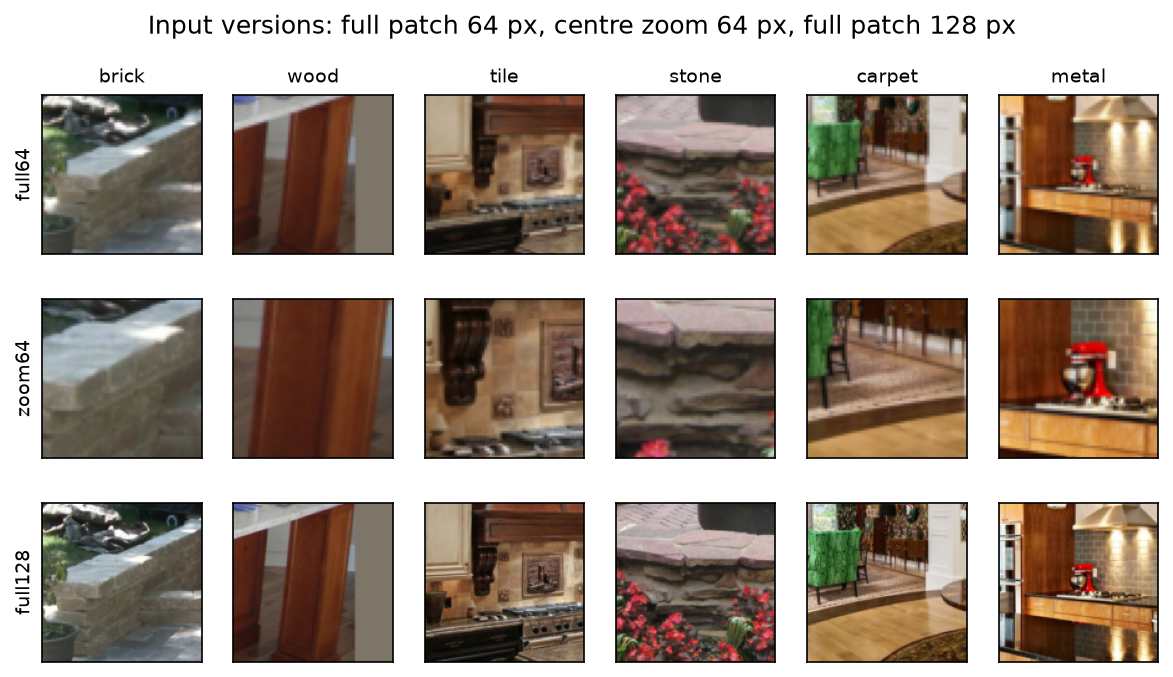 Input versions: full patch 64 px, centre zoom 64 px, full patch 128 px
brick wood tile stone carpet metal
full64
zoom64
full128